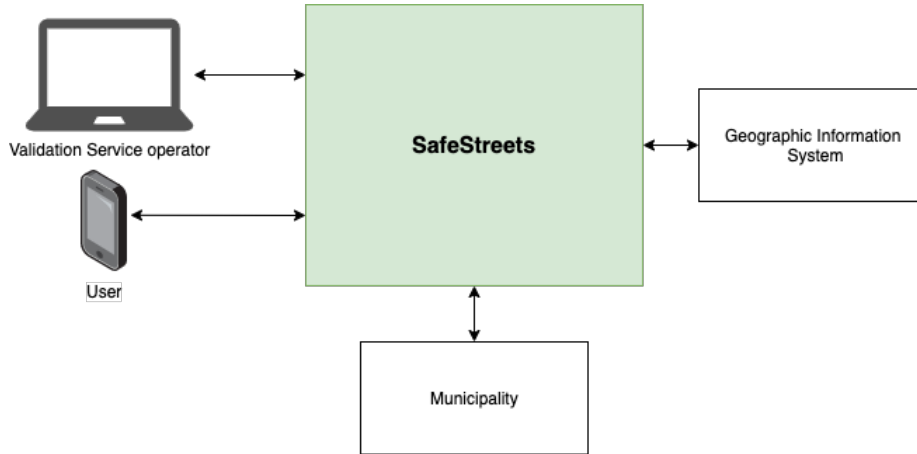 SafeStreets
Validation Service operator
Geographic Information
System
User
Municipality